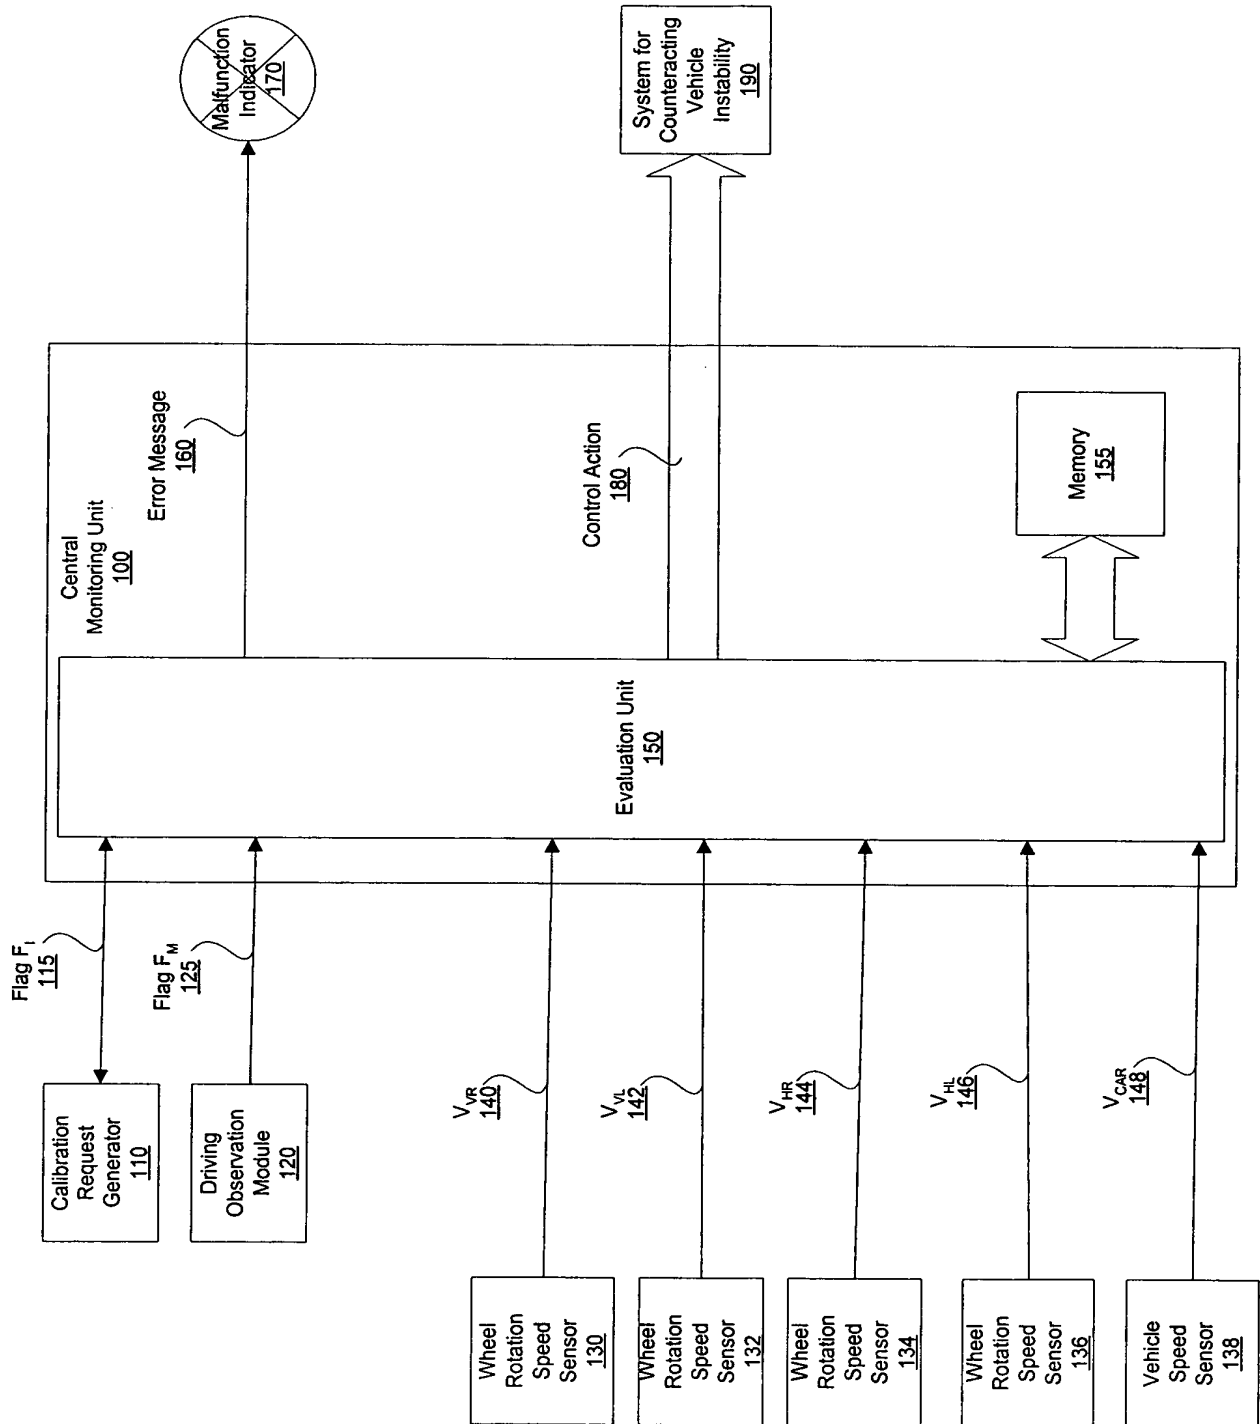 Calibration
Request
Generator
110
Flag F_I
115
Driving
Observation
Module
120
Flag F_M
125
Wheel
Rotation
Speed
Sensor
130
V_VR
140
Wheel
Rotation
Speed
Sensor
132
V_VL
142
Wheel
Rotation
Speed
Sensor
134
V_HR
144
Wheel
Rotation
Speed
Sensor
136
V_HL
146
Vehicle
Speed
Sensor
138
V_CAR
148
Central
Monitoring Unit
100
Evaluation Unit
150
Error Message
160
Control Action
180
Memory
155
Malfunction
Indicator
170
System for
Counteracting
Vehicle
Instability
190